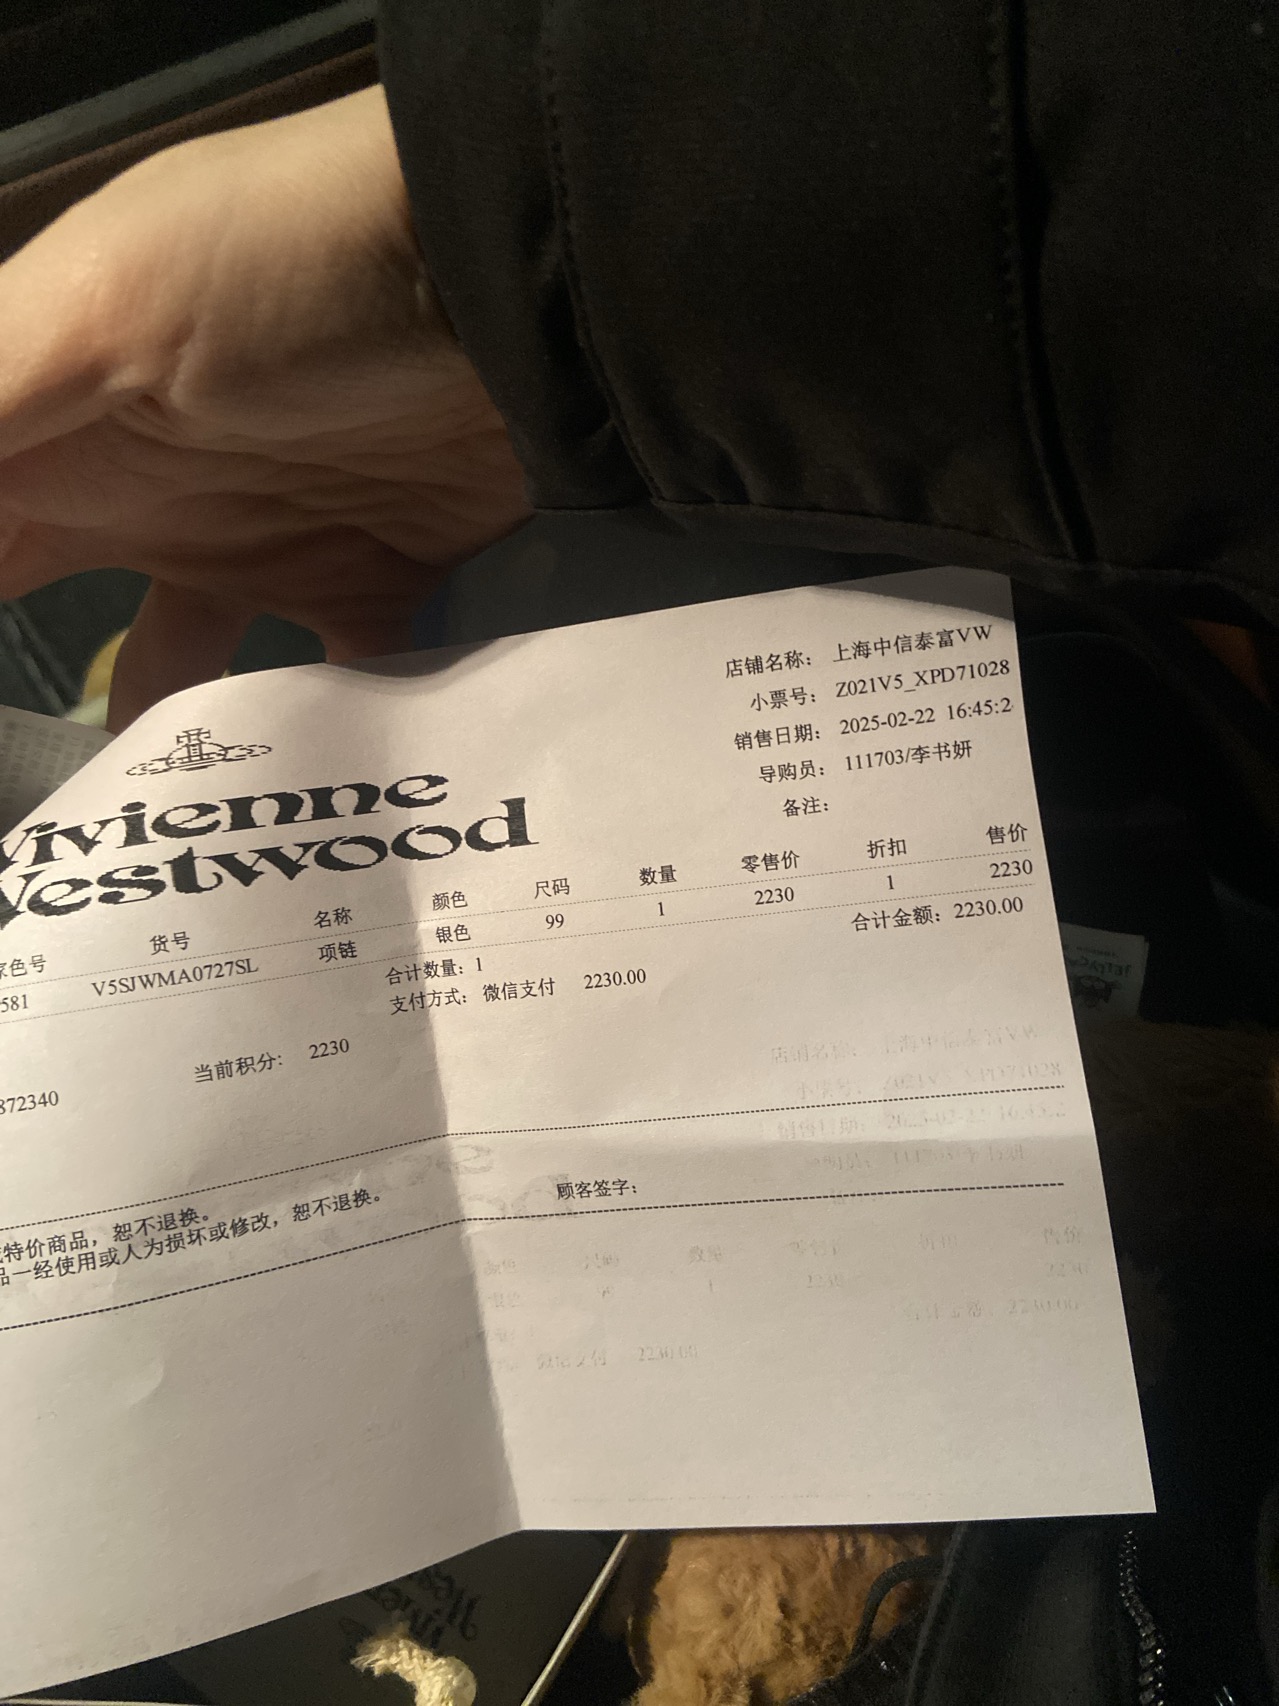 店铺名称: 上海中信泰富VW
小票号: Z021V5_XPD71028
销售日期: 2025-02-22 16:45:2
导购员: 111703/李书妍
备注:
Vivienne
Westwood
家色号 货号 名称 颜色 尺码 数量 零售价 折扣 售价
581 V5SJWMA0727SL 项链 银色 99 1 2230 1 2230
合计数量: 1 合计金额: 2230.00
支付方式: 微信支付 2230.00
当前积分: 2230
872340
顾客签字:
特价商品，恕不退换。
品一经使用或人为损坏或修改，恕不退换。